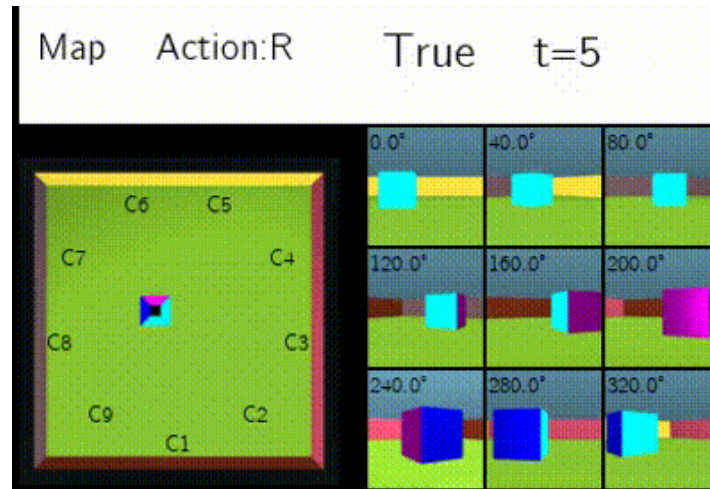 Map Action:R True t=5
0.0° 40.0° 80.0°
C6 C5
C7 C4
120.0° 160.0° 200.0°
C8 C3
240.0° 280.0° 320.0°
C9 C2
C1